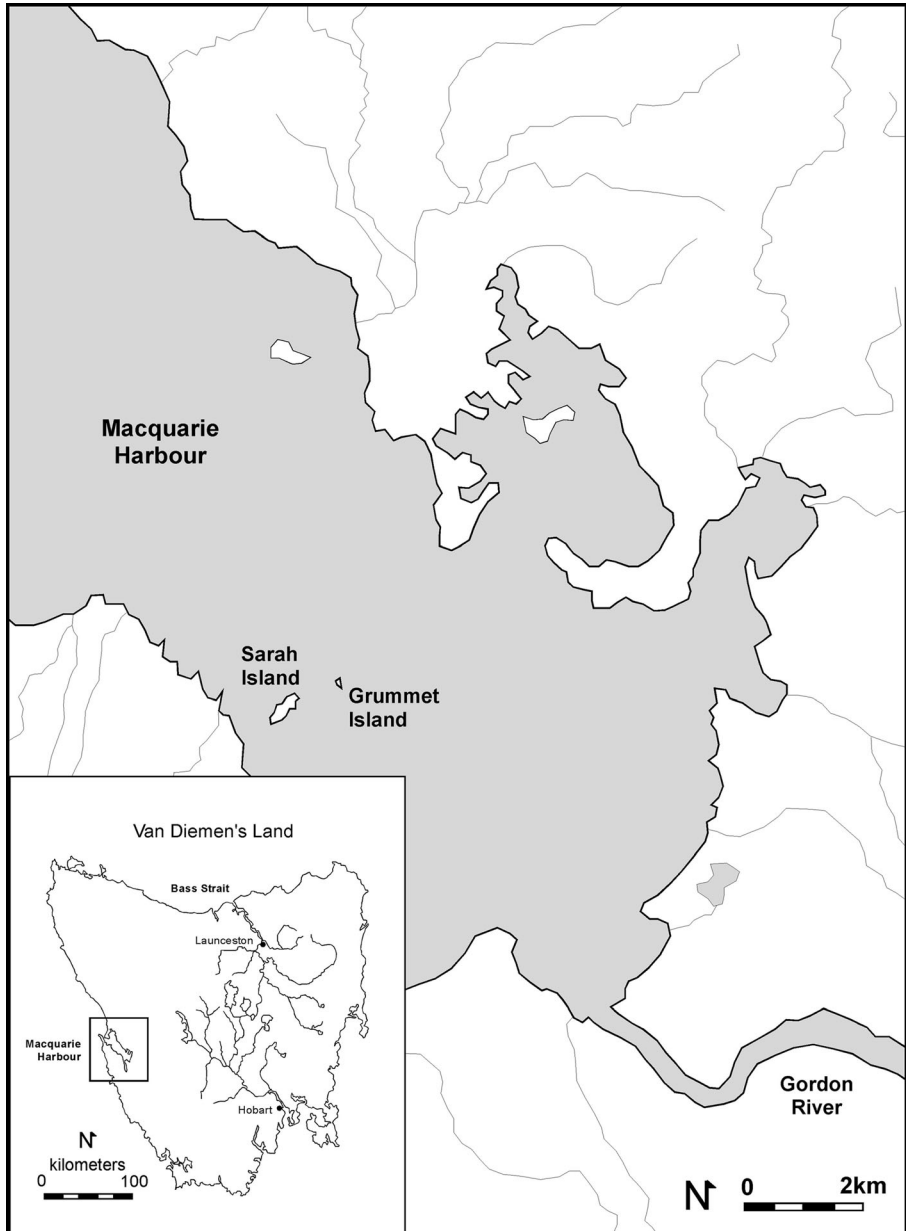 Macquarie
Harbour
Sarah
Island
Grummet
Island
Van Diemen's Land
Bass Strait
Launceston
Macquarie
Harbour
Hobart
N
kilometers
0 100
Gordon
River
N 0 2km